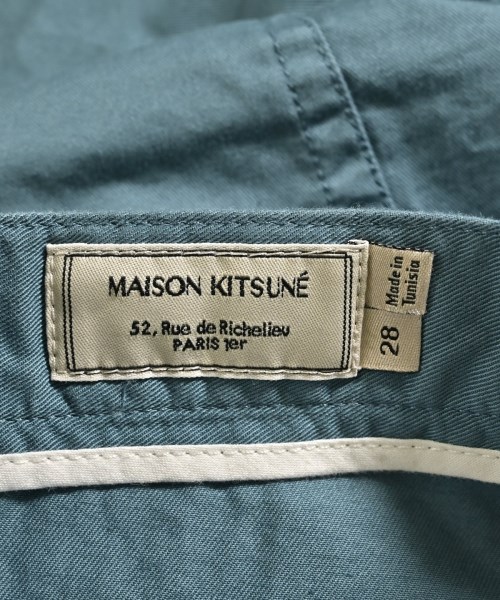 MAISON KITSUNÉ
52, Rue de Richelieu
PARIS 1er
Made in
Tunisia
28